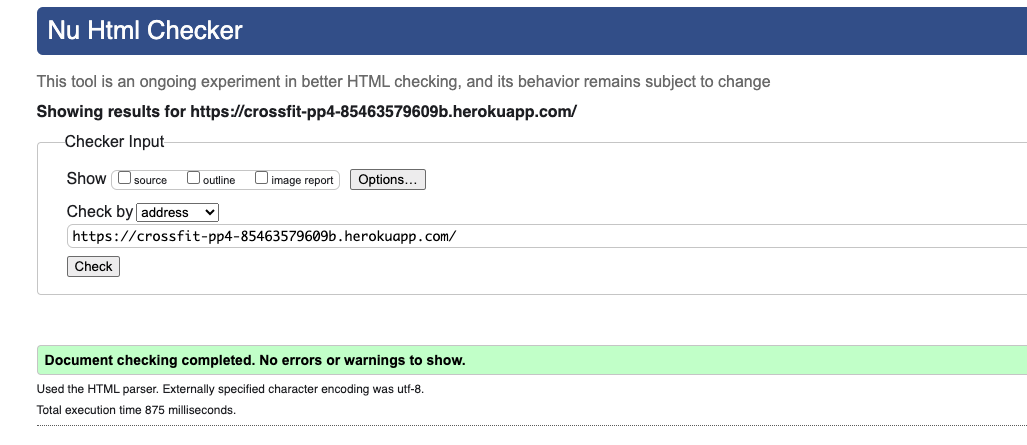 Nu Html Checker
This tool is an ongoing experiment in better HTML checking, and its behavior remains subject to change
Showing results for https://crossfit-pp4-85463579609b.herokuapp.com/
Checker Input
Show source outline image report Options...
Check by address
https://crossfit-pp4-85463579609b.herokuapp.com/
Check
Document checking completed. No errors or warnings to show.
Used the HTML parser. Externally specified character encoding was utf-8.
Total execution time 875 milliseconds.